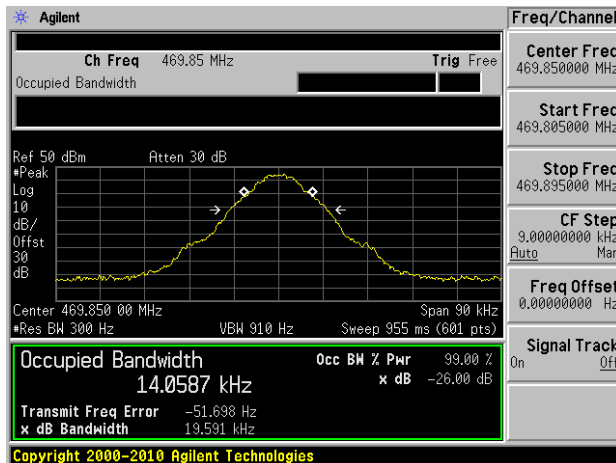 Agilent
Freq/Channel
Ch Freq 469.85 MHz Trig Free
Occupied Bandwidth
Center Freq
469.850000 MHz
Start Freq
469.805000 MHz
Stop Freq
469.895000 MHz
CF Step
9.00000000 kHz
Auto Man
Freq Offset
0.00000000 Hz
Signal Track
On Off
Ref 50 dBm Atten 30 dB
#Peak
Log
10
dB/
Offst
30
dB
Center 469.850 00 MHz Span 90 kHz
#Res BW 300 Hz VBW 910 Hz Sweep 955 ms (601 pts)
Occupied Bandwidth Occ BW % Pwr 99.00 %
14.0587 kHz x dB -26.00 dB
Transmit Freq Error -51.698 Hz
x dB Bandwidth 19.591 kHz
Copyright 2000-2010 Agilent Technologies